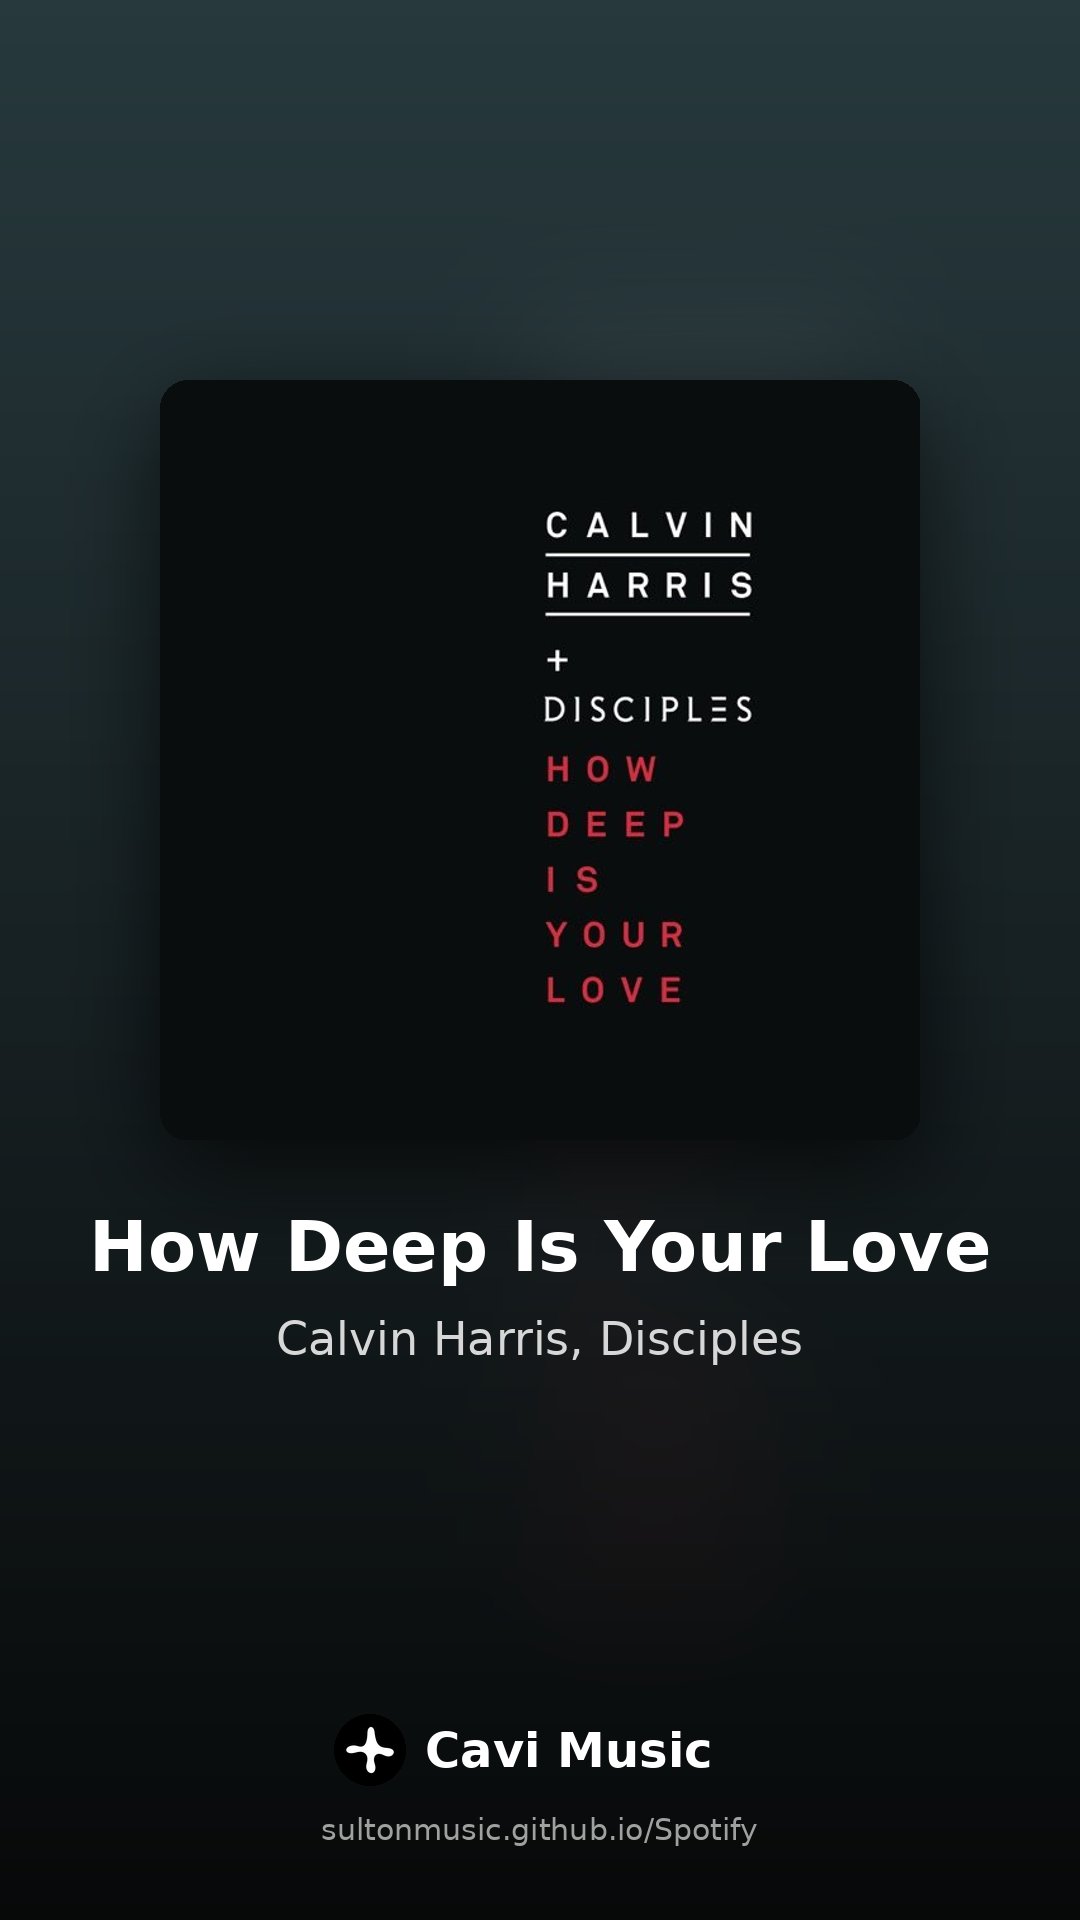 CALVIN
HARRIS
+
DISCIPLES
HOW
DEEP
IS
YOUR
LOVE
How Deep Is Your Love
Calvin Harris, Disciples
Cavi Music
sultonmusic.github.io/Spotify